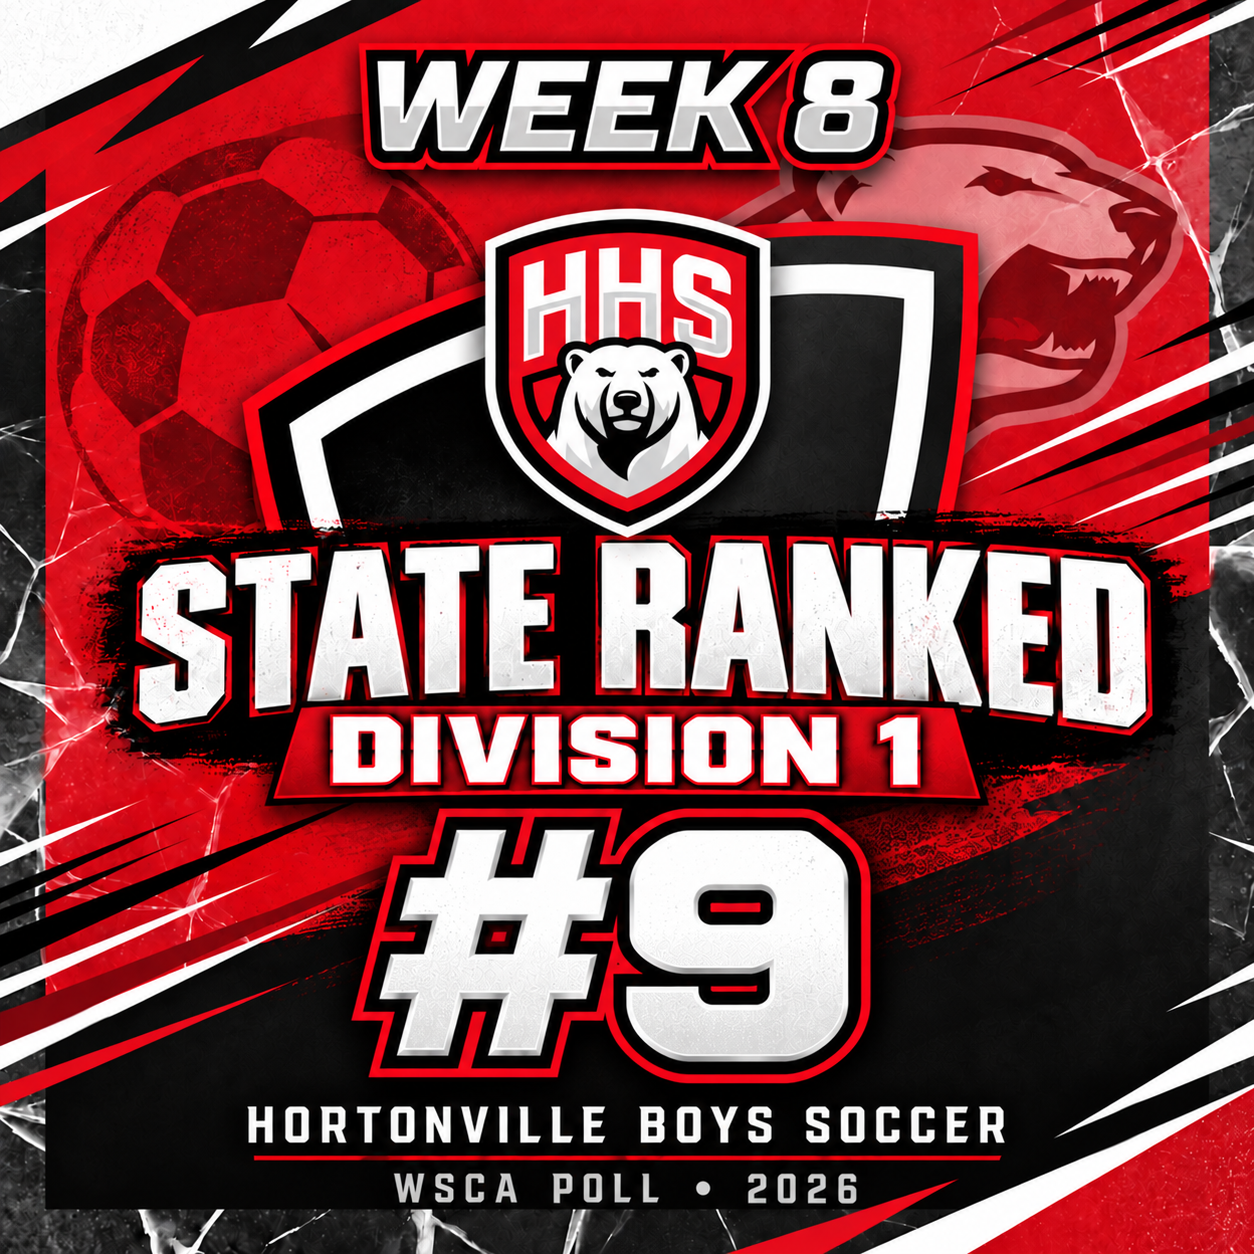 WEEK 8
HHS
STATE RANKED
DIVISION 1
#9
HORTONVILLE BOYS SOCCER
WSCA POLL • 2026